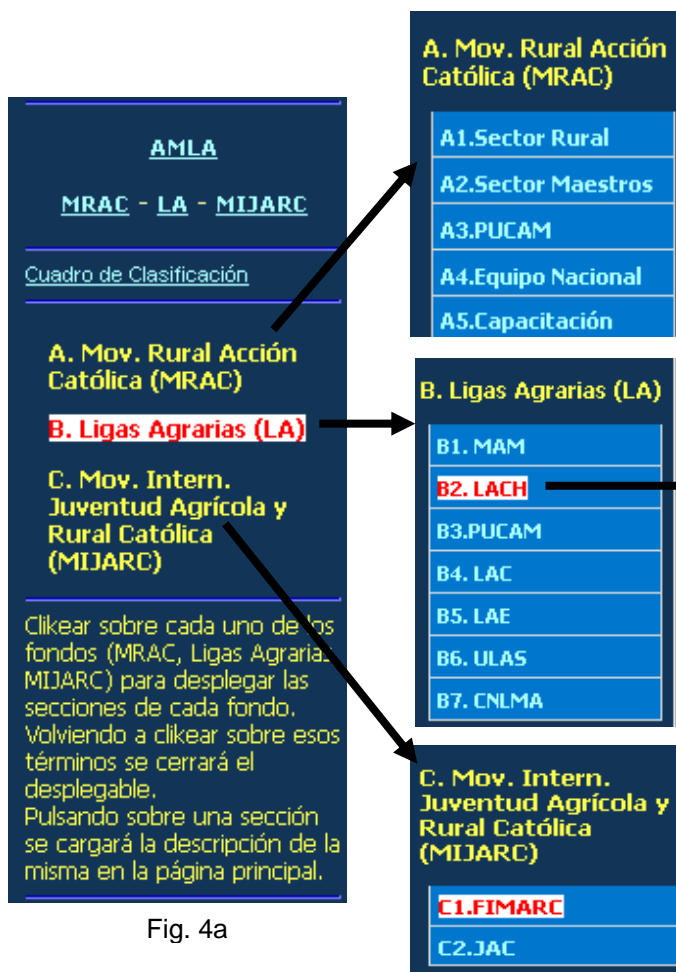 AMLA
MRAC - LA - MIJARC
Cuadro de Clasificación
A. Mov. Rural Acción
Católica (MRAC)
B. Ligas Agrarias (LA)
C. Mov. Intern.
Juventud Agrícola y
Rural Católica
(MIJARC)
Clikear sobre cada uno de los
fondos (MRAC, Ligas Agrarias
MIJARC) para desplegar las
secciones de cada fondo.
Volviendo a clikear sobre esos
términos se cerrará el
desplegable.
Pulsando sobre una sección
se cargará la descripción de la
misma en la página principal.
Fig. 4a
A. Mov. Rural Acción
Católica (MRAC)
A1.Sector Rural
A2.Sector Maestros
A3.PUCAM
A4.Equipo Nacional
A5.Capacitación
B. Ligas Agrarias (LA)
B1. MAM
B2. LACH
B3.PUCAM
B4. LAC
B5. LAE
B6. ULAS
B7. CNLMA
C. Mov. Intern.
Juventud Agrícola y
Rural Católica
(MIJARC)
C1.FIMARC
C2.JAC